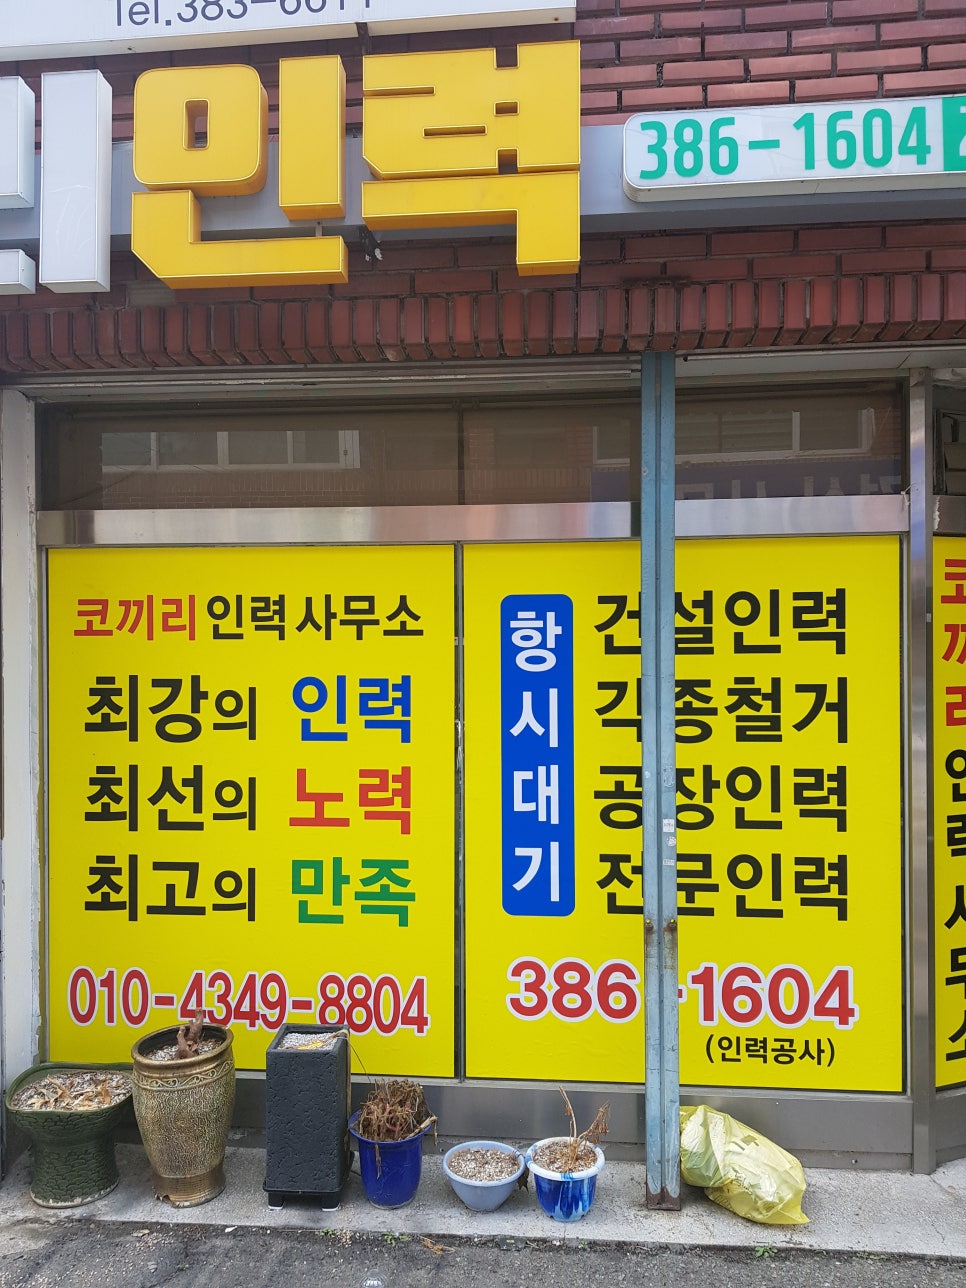 인력
386-1604
코끼리 인력 사무소
최강의 인력
최선의 노력
최고의 만족
010-4349-8804
항시대기
건설인력
각종철거
공장인력
전문인력
386-1604
(인력공사)